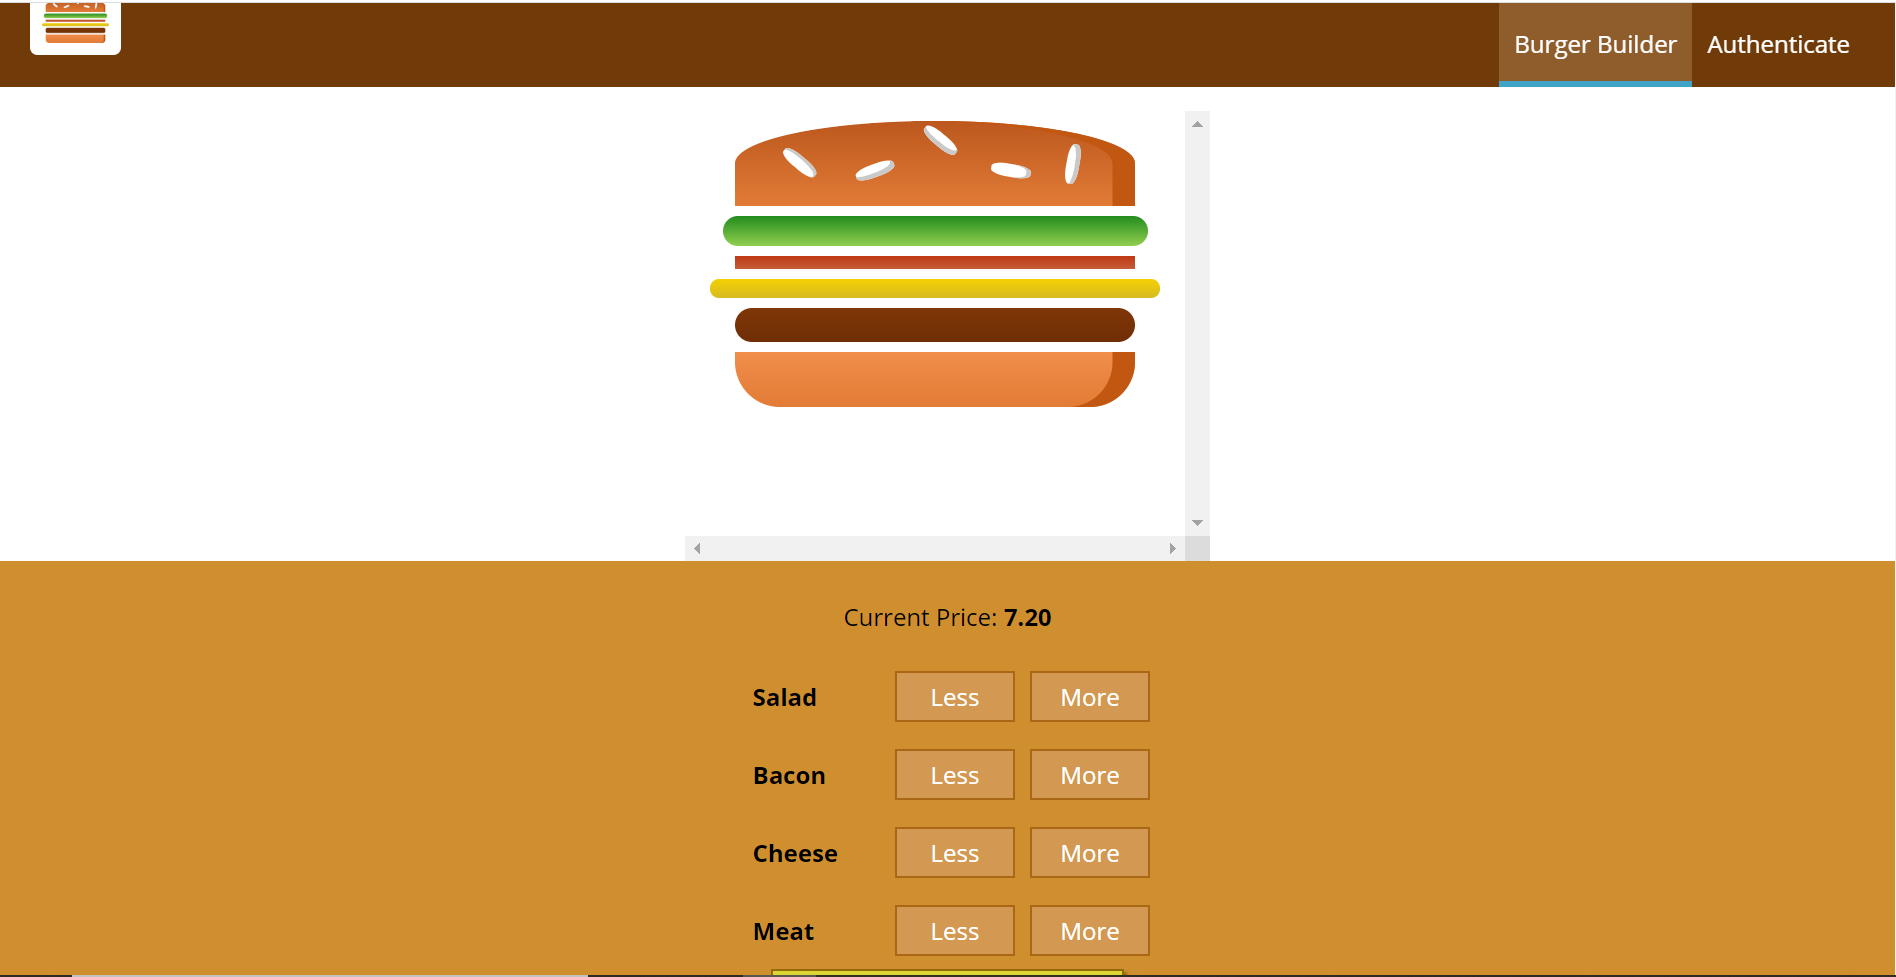 Burger Builder Authenticate
Current Price: 7.20
Salad Less More
Bacon Less More
Cheese Less More
Meat Less More